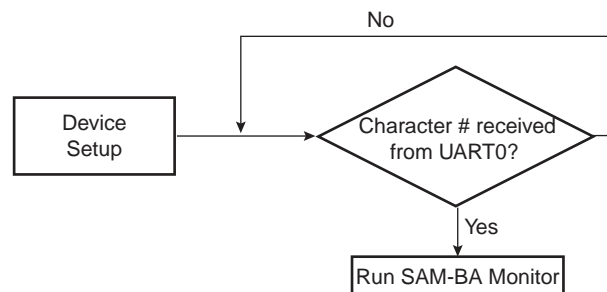 No
Device
Setup
Character # received
from UART0?
Yes
Run SAM-BA Monitor